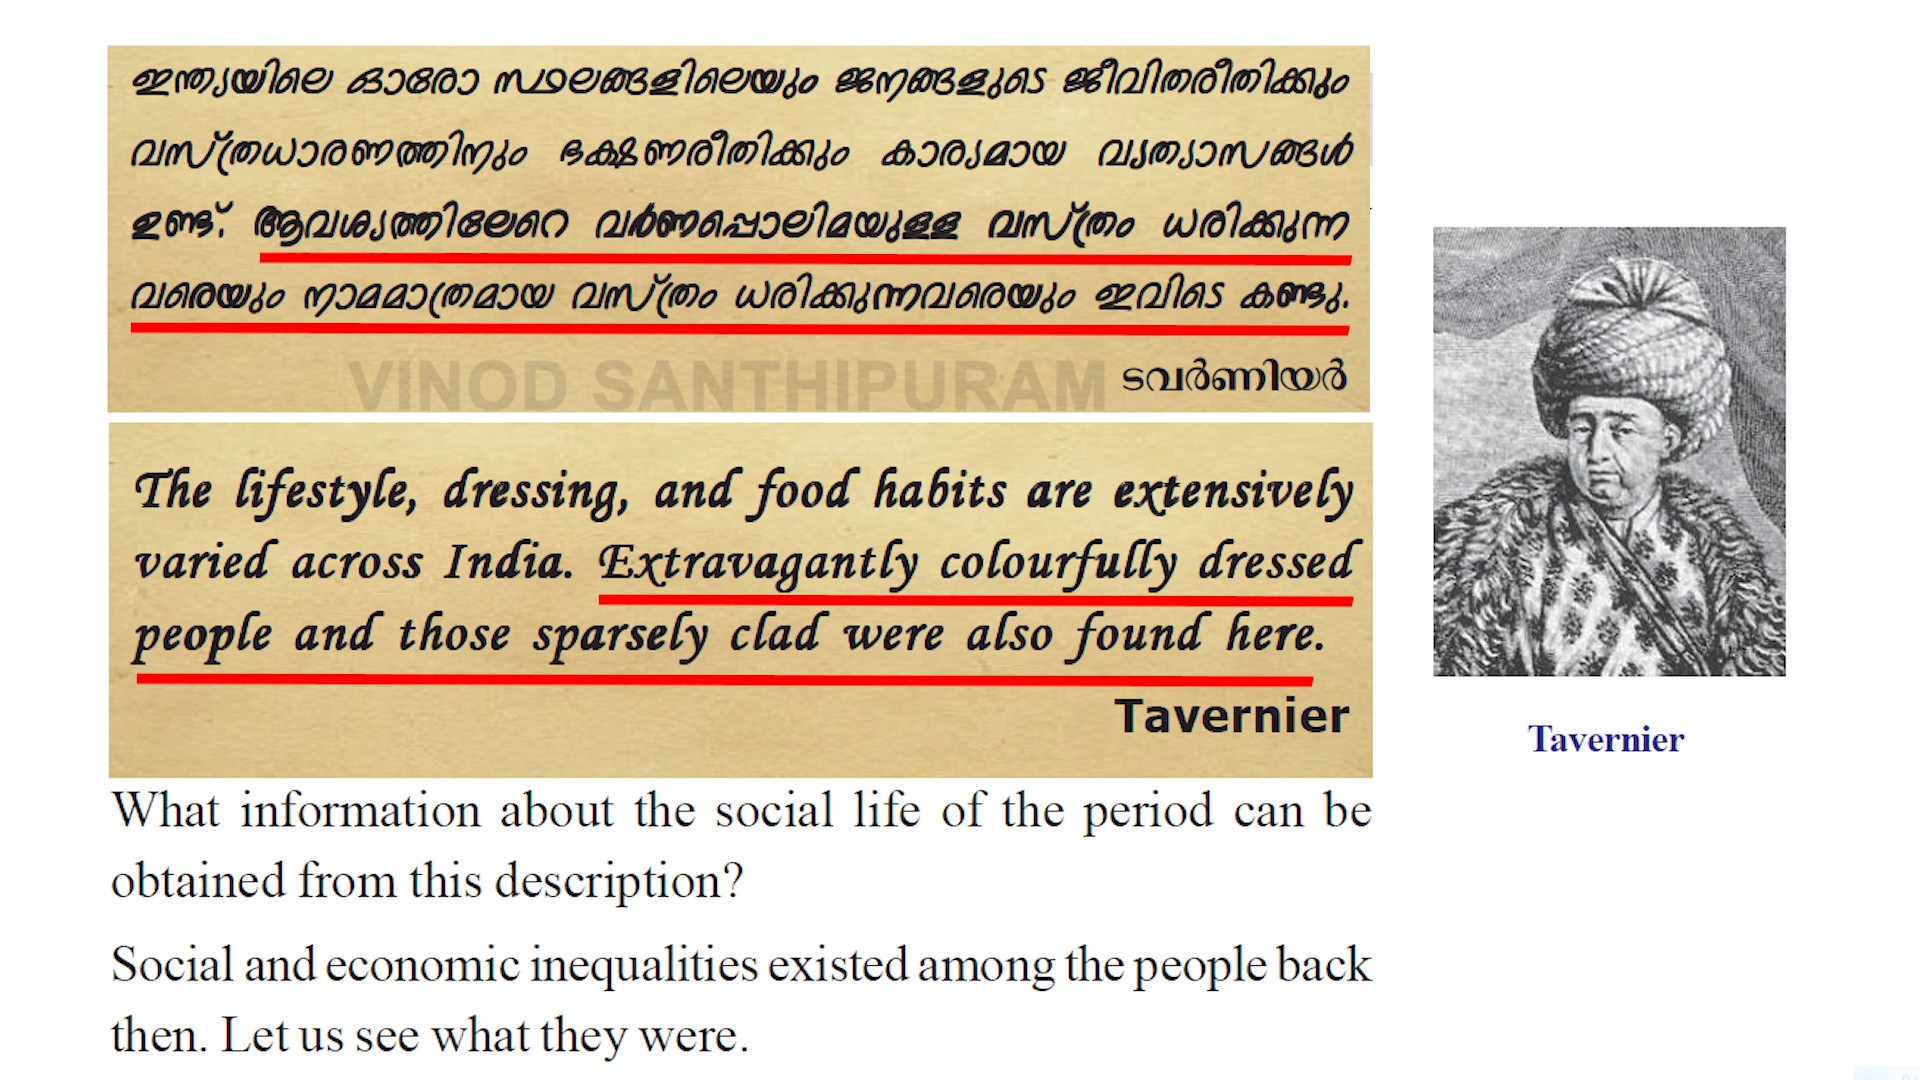 ഇന്ത്യയിലെ ഓരോ സ്ഥലങ്ങളിലെയും ജനങ്ങളുടെ ജീവിതരീതിക്കും
വസ്ത്രധാരണത്തിനും ഭക്ഷണരീതിക്കും കാര്യമായ വ്യത്യാസങ്ങൾ
ഉണ്ട്. ആവശ്യത്തിലേറെ വർണപ്പൊലിമയുള്ള വസ്ത്രം ധരിക്കുന്ന
വരെയും നാമമാത്രമായ വസ്ത്രം ധരിക്കുന്നവരെയും ഇവിടെ കണ്ടു.
VINOD SANTHIPURAM ടവർണിയർ
The lifestyle, dressing, and food habits are extensively
varied across India. Extravagantly colourfully dressed
people and those sparsely clad were also found here.
Tavernier
Tavernier
What information about the social life of the period can be
obtained from this description?
Social and economic inequalities existed among the people back
then. Let us see what they were.